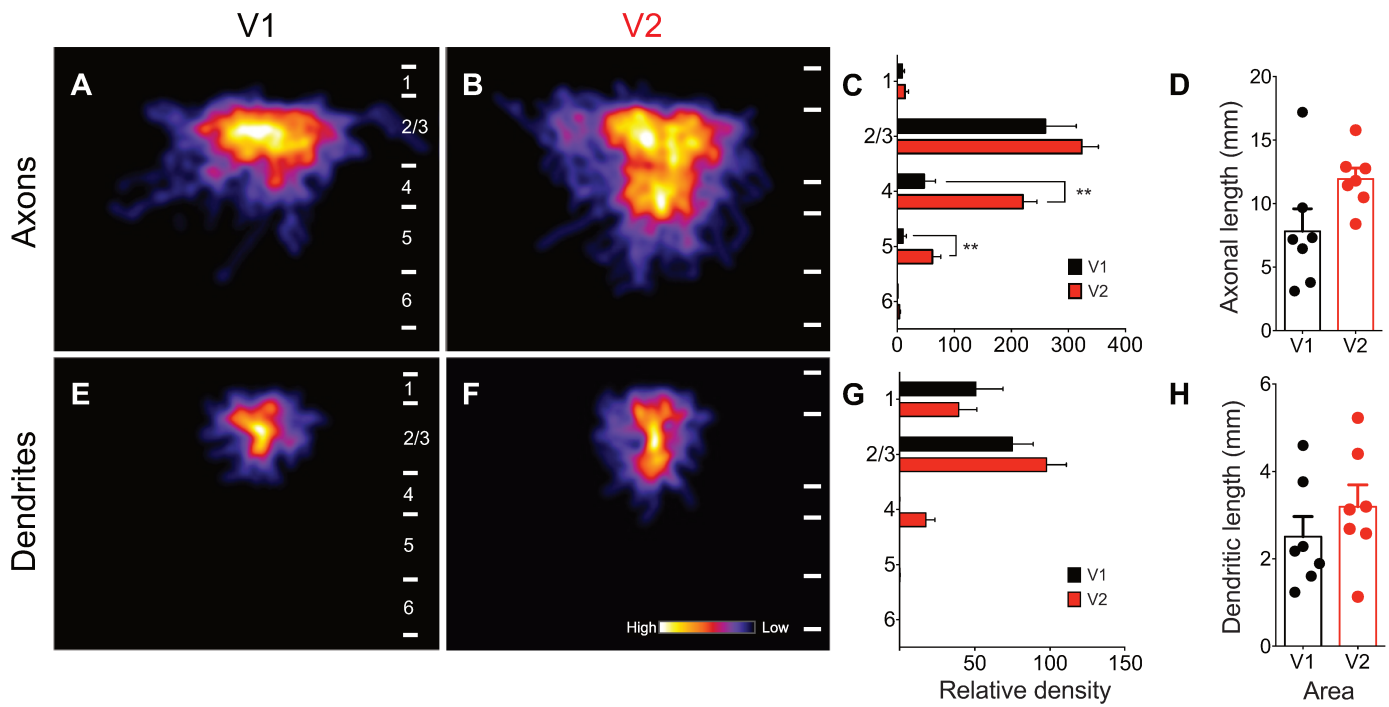 V1
V2
Axons
A
1
2/3
4
5
6
B
C
1
2/3
4
5
6
**
**
V1
V2
0
100
200
300
400
D
Axonal length (mm)
20
15
10
5
0
V1
V2
Dendrites
E
1
2/3
4
5
6
F
High
Low
G
1
2/3
4
5
6
V1
V2
50
100
150
Relative density
H
Dendritic length (mm)
6
4
2
0
V1
V2
Area